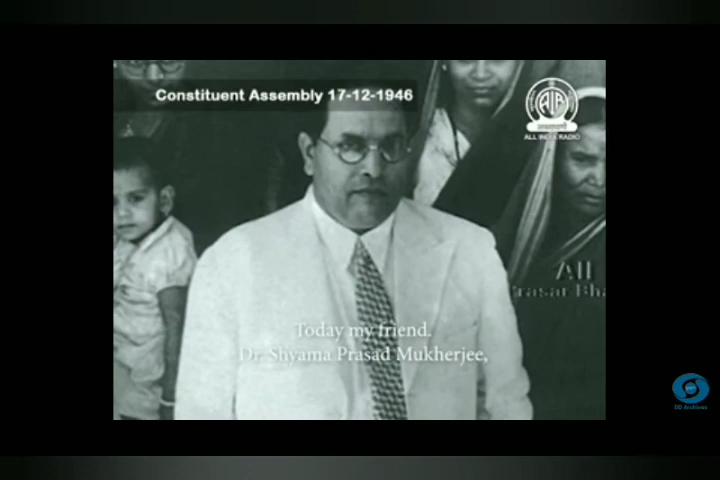 Constituent Assembly 17-12-1946
ALL INDIA RADIO
All
Prasar Bha
Today my friend.
Dr. Shyama Prasad Mukherjee,
DD Archives